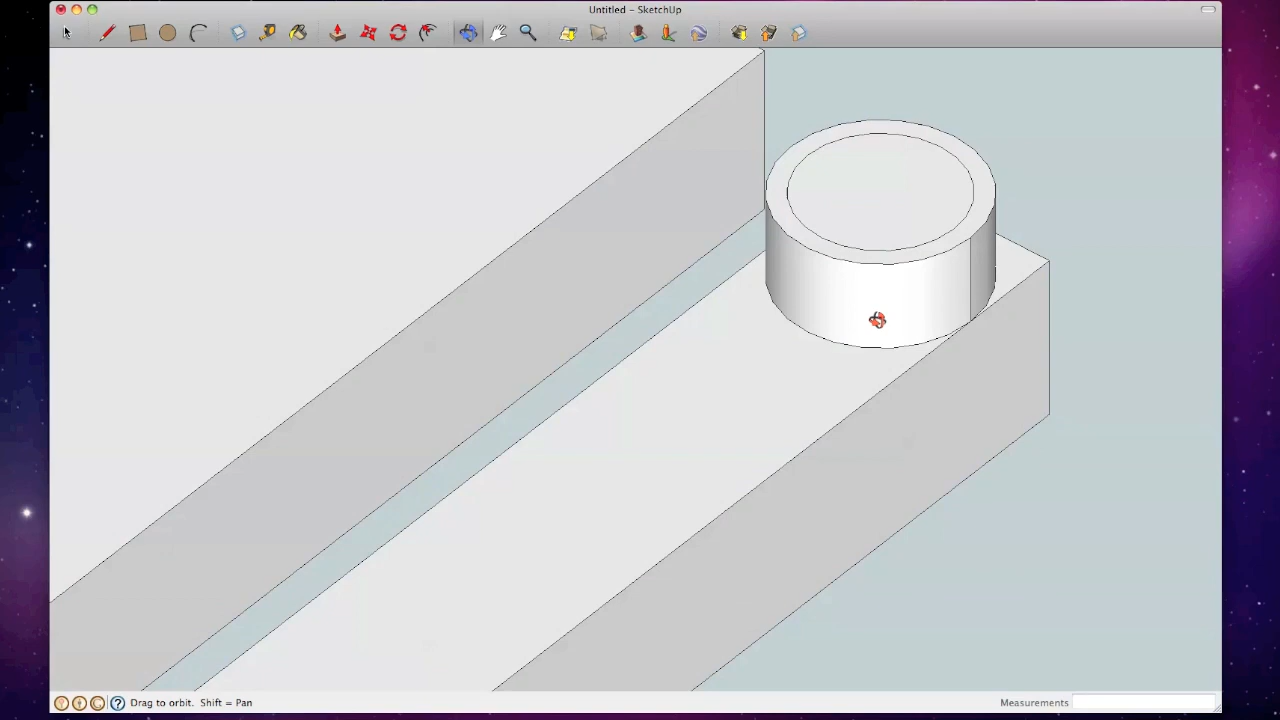 Untitled – SketchUp
Drag to orbit. Shift = Pan
Measurements